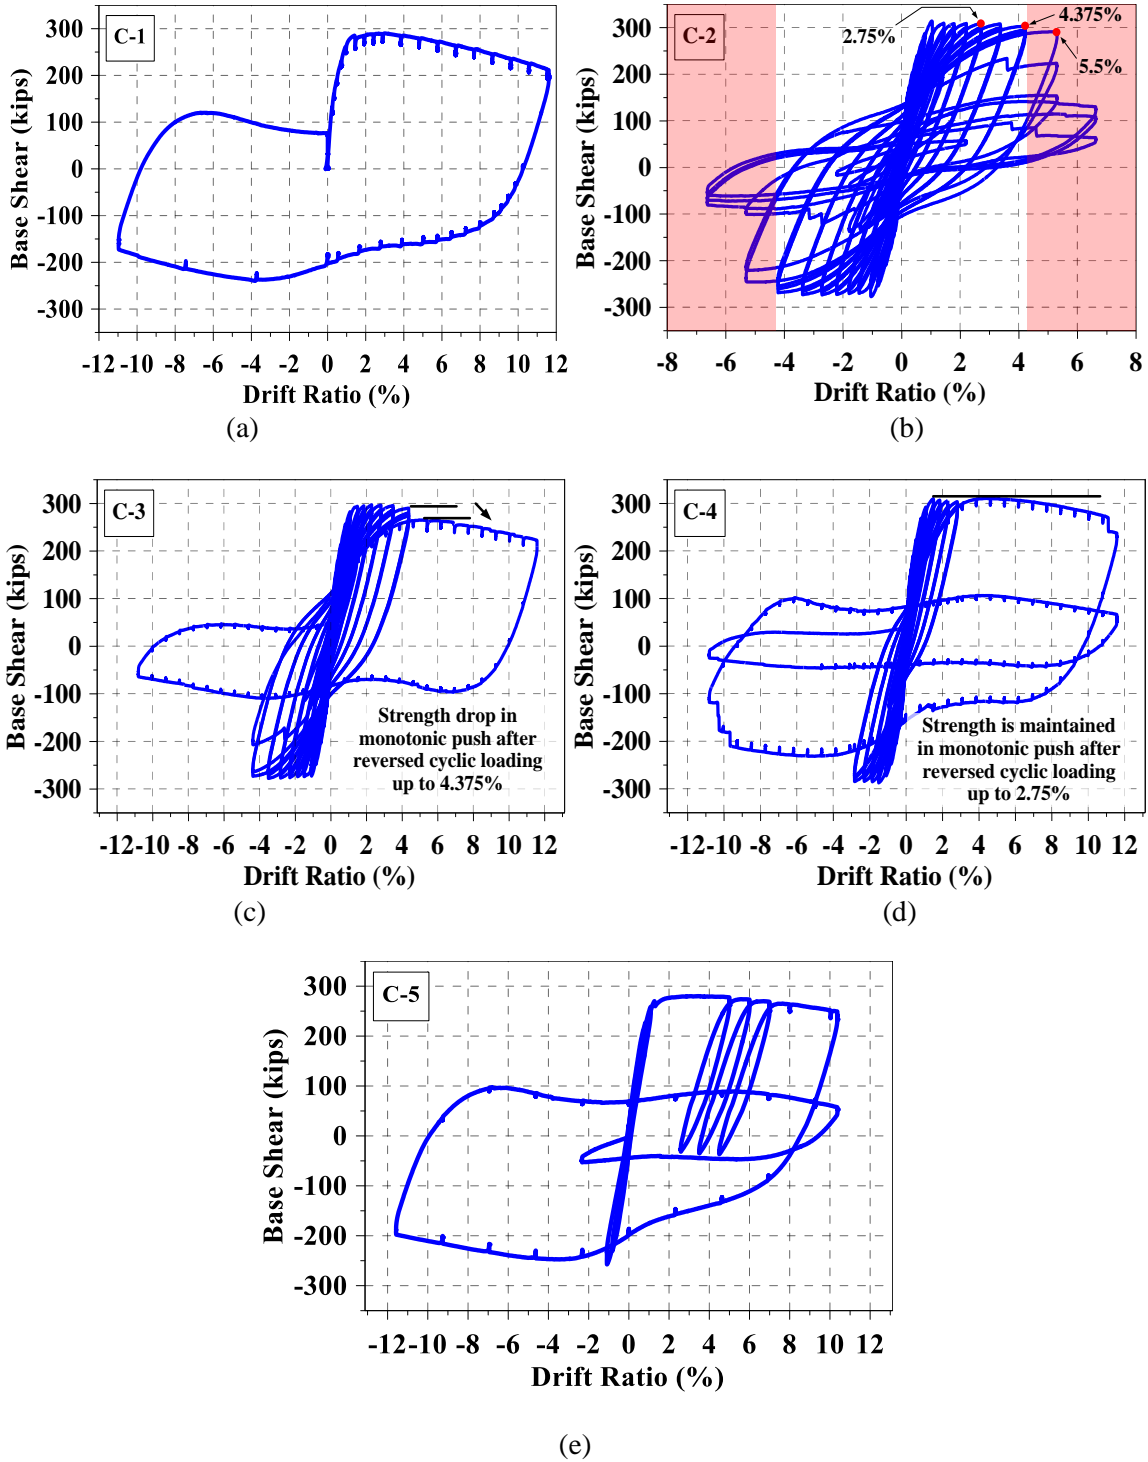 C-1
300
200
100
0
-100
-200
-300
Base Shear (kips)
-12 -10 -8 -6 -4 -2 0 2 4 6 8 10 12
Drift Ratio (%)
(a)
C-2
2.75%
4.375%
5.5%
300
200
100
0
-100
-200
-300
Base Shear (kips)
-8 -6 -4 -2 0 2 4 6 8
Drift Ratio (%)
(b)
C-3
300
200
100
0
-100
-200
-300
Base Shear (kips)
Strength drop in
monotonic push after
reversed cyclic loading
up to 4.375%
-12 -10 -8 -6 -4 -2 0 2 4 6 8 10 12
Drift Ratio (%)
(c)
C-4
300
200
100
0
-100
-200
-300
Base Shear (kips)
Strength is maintained
in monotonic push after
reversed cyclic loading
up to 2.75%
-12 -10 -8 -6 -4 -2 0 2 4 6 8 10 12
Drift Ratio (%)
(d)
C-5
300
200
100
0
-100
-200
-300
Base Shear (kips)
-12 -10 -8 -6 -4 -2 0 2 4 6 8 10 12
Drift Ratio (%)
(e)